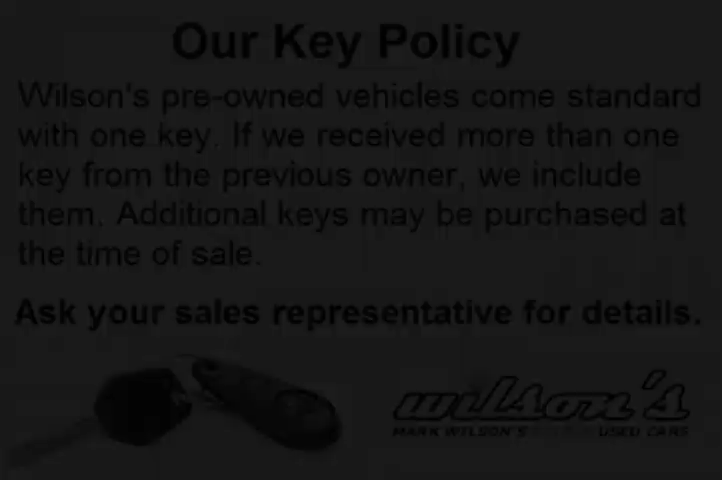 Our Key Policy
Wilson's pre-owned vehicles come standard
with one key. If we received more than one
key from the previous owner, we include
them. Additional keys may be purchased at
the time of sale.
Ask your sales representative for details.
wilson's
MARK WILSON'S USED CARS